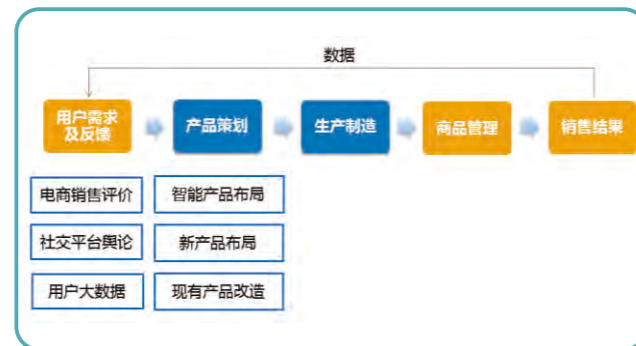 数据
用户需求
及反馈
产品策划
生产制造
商品管理
销售结果
电商销售评价
智能产品布局
社交平台舆论
新产品布局
用户大数据
现有产品改造